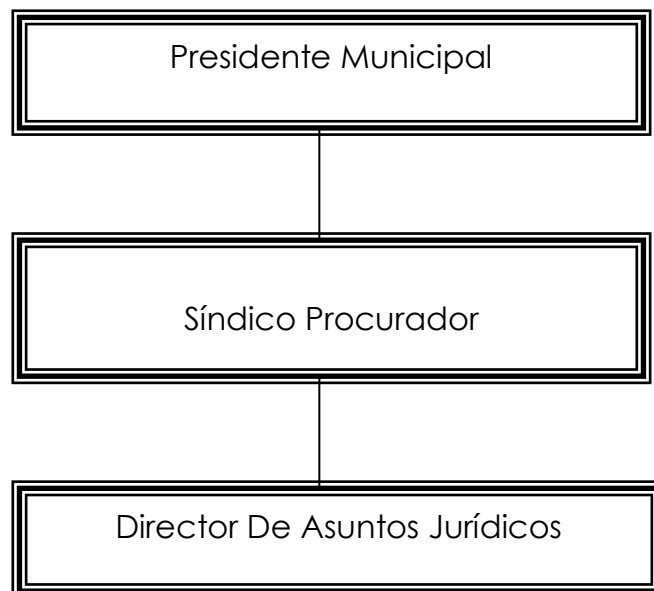 Presidente Municipal
Síndico Procurador
Director De Asuntos Jurídicos